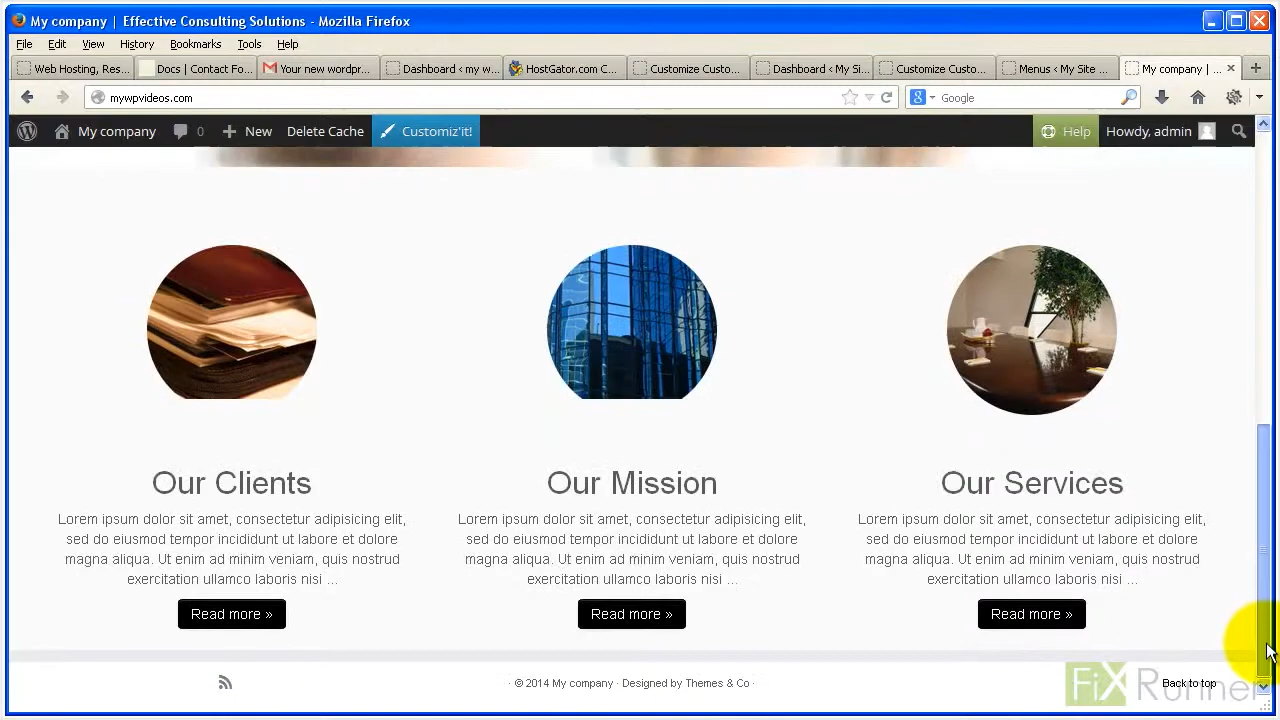 My company | Effective Consulting Solutions - Mozilla Firefox
File Edit View History Bookmarks Tools Help
Web Hosting, Res... Docs | Contact Fo... Your new wordpr... Dashboard ‹ my w... HostGator.com C... Customize Custo... Dashboard ‹ My Si... Customize Custo... Menus ‹ My Site ... My company | ...
mywpvideos.com Google
My company 0 New Delete Cache Customiz'it! Help Howdy, admin
Our Clients Our Mission Our Services
Lorem ipsum dolor sit amet, consectetur adipisicing elit, Lorem ipsum dolor sit amet, consectetur adipisicing elit, Lorem ipsum dolor sit amet, consectetur adipisicing elit,
sed do eiusmod tempor incididunt ut labore et dolore sed do eiusmod tempor incididunt ut labore et dolore sed do eiusmod tempor incididunt ut labore et dolore
magna aliqua. Ut enim ad minim veniam, quis nostrud magna aliqua. Ut enim ad minim veniam, quis nostrud magna aliqua. Ut enim ad minim veniam, quis nostrud
exercitation ullamco laboris nisi ... exercitation ullamco laboris nisi ... exercitation ullamco laboris nisi ...
Read more » Read more » Read more »
· © 2014 My company · Designed by Themes & Co · Back to top
FiX Runner